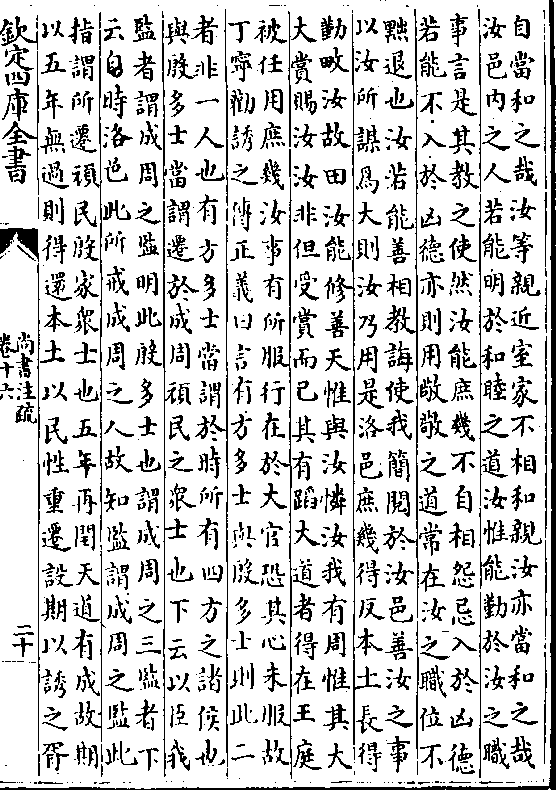 自當和之哉汝等親近室家不相和親汝亦當和之哉
汝邑内之人若能明於和睦之道汝惟能勤於汝之職
事言是其教之使然汝能庶幾不自相怨忌入於凶德
若能不入於凶德亦則用敬敬之道常在汝之職位不
黜退也汝若能善相教誨使我簡閱於汝邑善汝之事
以汝所謀爲大則汝乃用是洛邑庶幾得反本土長得
勤畋汝故田汝能修善天惟與汝憐汝我有周惟其大
大賞賜汝汝非但受賞而已其有蹈大道者得在王庭
被任用庶幾汝事有所服行在於大官恐其心未服故
丁寧勸誘之傳正義曰言有方多士與殷多士則此二
者非一人也有方多士當謂於時所有四方之諸侯也
與殷多士當謂遷於成周頑民之衆士也下云以臣我
監者謂成周之監明此殷多士也謂成周之三監者下
云自時洛邑此所戒成周之人故知監謂成周之監此
指謂所遷頑民殷家衆士也五年再閏天道有成故期
以五年無過則得還本土以民性重遷設期以誘之胥
欽定四庫全書
尚書注疏
卷十六
二十